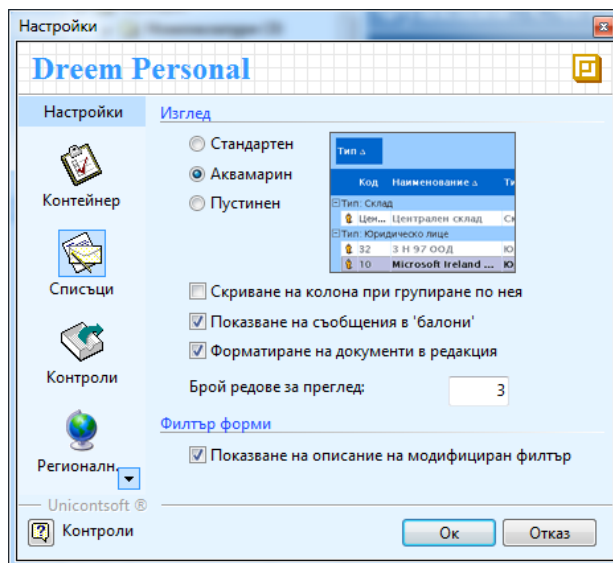 Настройки
Dreem Personal
Настройки
Контейнер
Списъци
Контроли
Регионалн.
Изглед
Стандартен
Аквамарин
Пустинен
Тип
Код Наименование
Тип: Склад
Цен... Централен склад
Тип: Юридическо лице
32 З Н 97 ООД
10 Microsoft Ireland ...
Скриване на колона при групиране по нея
Показване на съобщения в 'балони'
Форматиране на документи в редакция
Брой редове за преглед: 3
Филтър форми
Показване на описание на модифициран филтър
Unicontsoft ®
Контроли
Ок Отказ